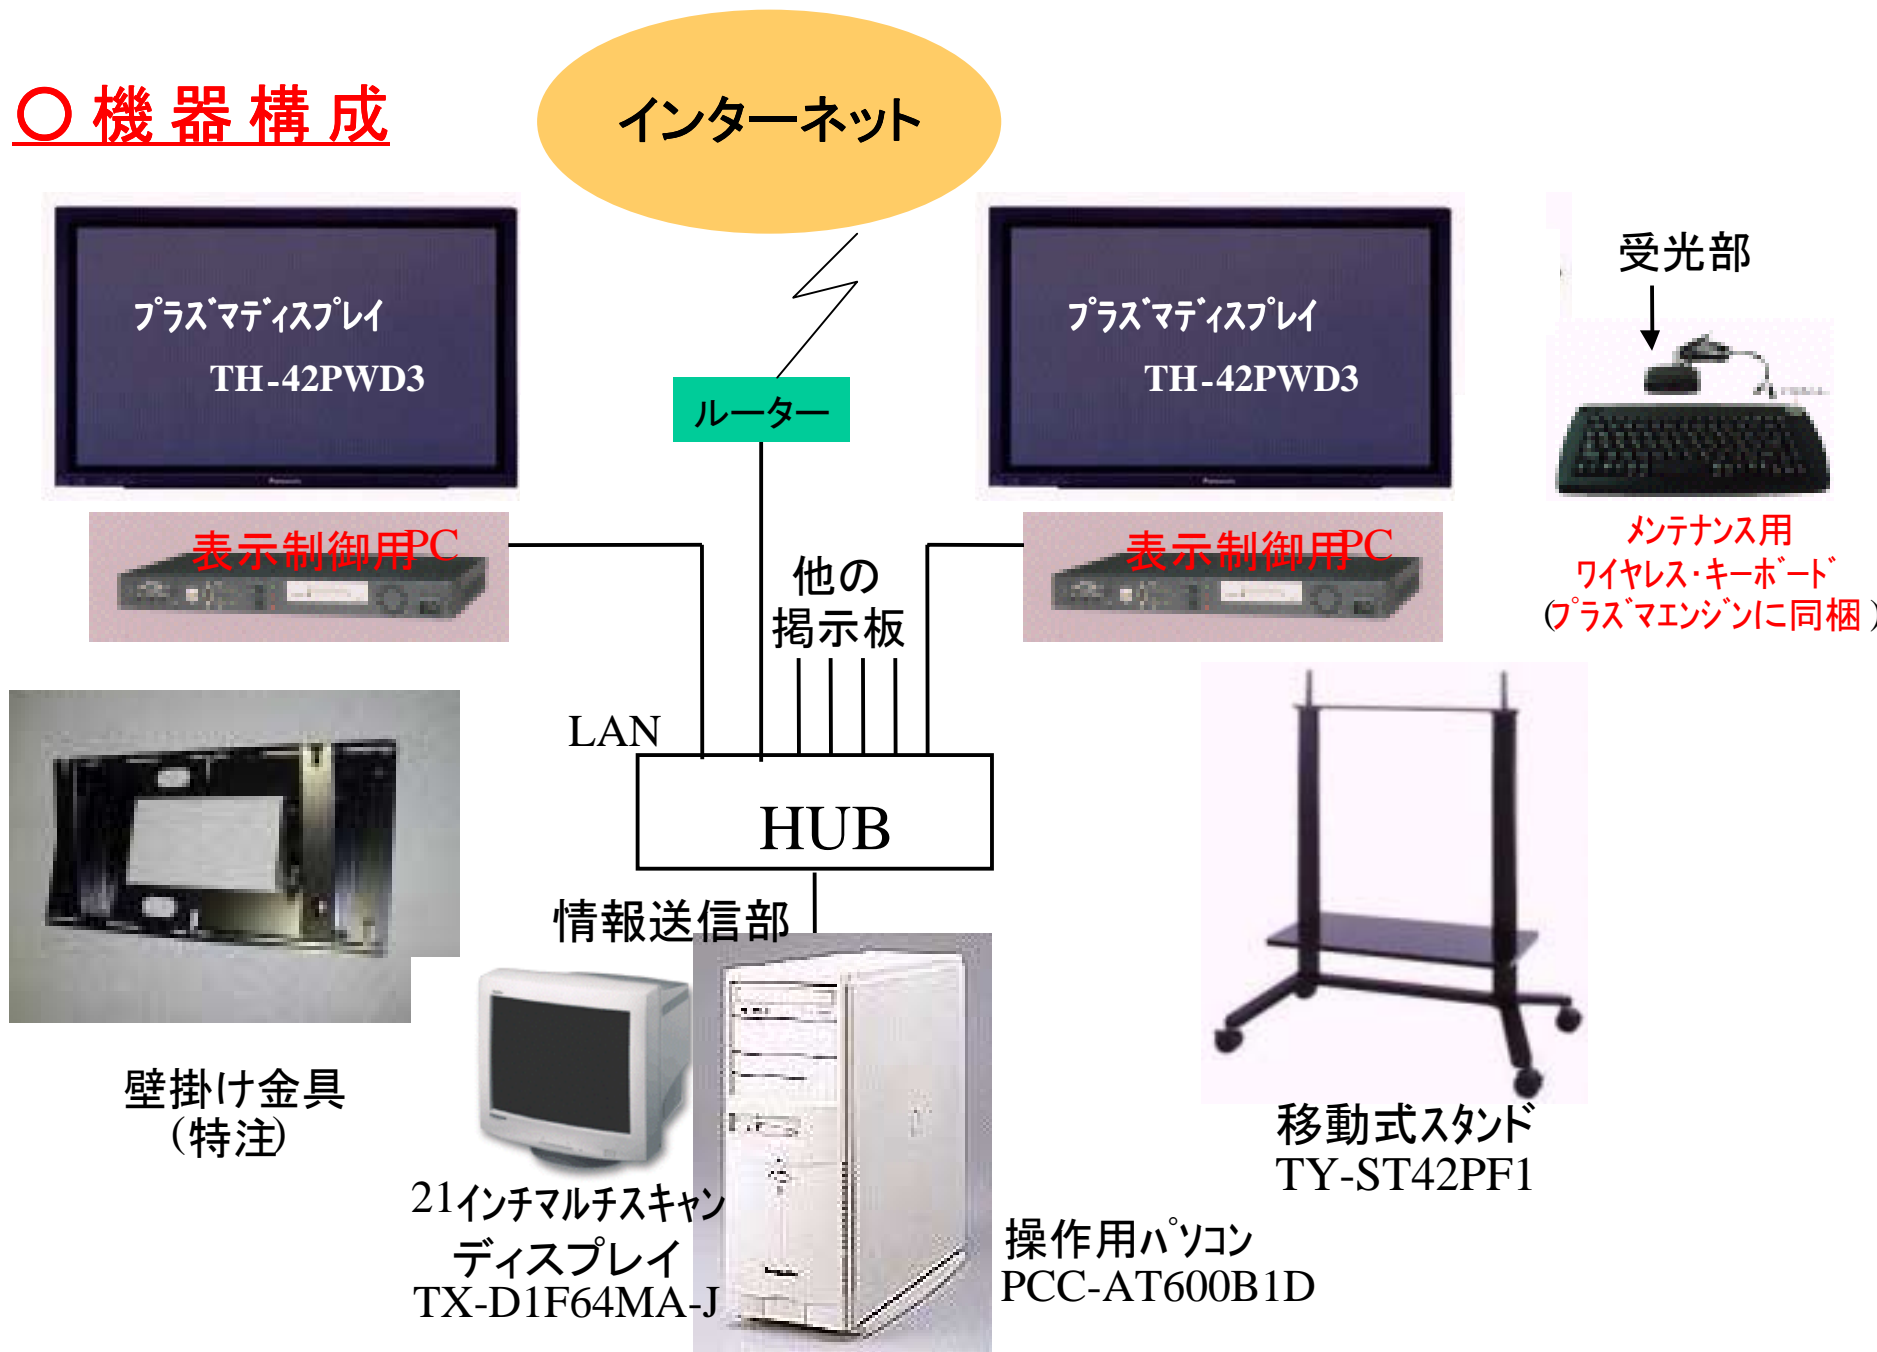 〇機器構成
インターネット
プラズマディスプレイ
TH-42PWD3
プラズマディスプレイ
TH-42PWD3
受光部
ルーター
Panasonic
Panasonic
表示制御用PC
表示制御用PC
メンテナンス用
ワイヤレス・キーボード
(プラズマエンジンに同梱)
他の
掲示板
LAN
HUB
情報送信部
壁掛け金具
(特注)
21インチマルチスキャン
ディスプレイ
TX-D1F64MA-J
操作用パソコン
PCC-AT600B1D
移動式スタンド
TY-ST42PF1